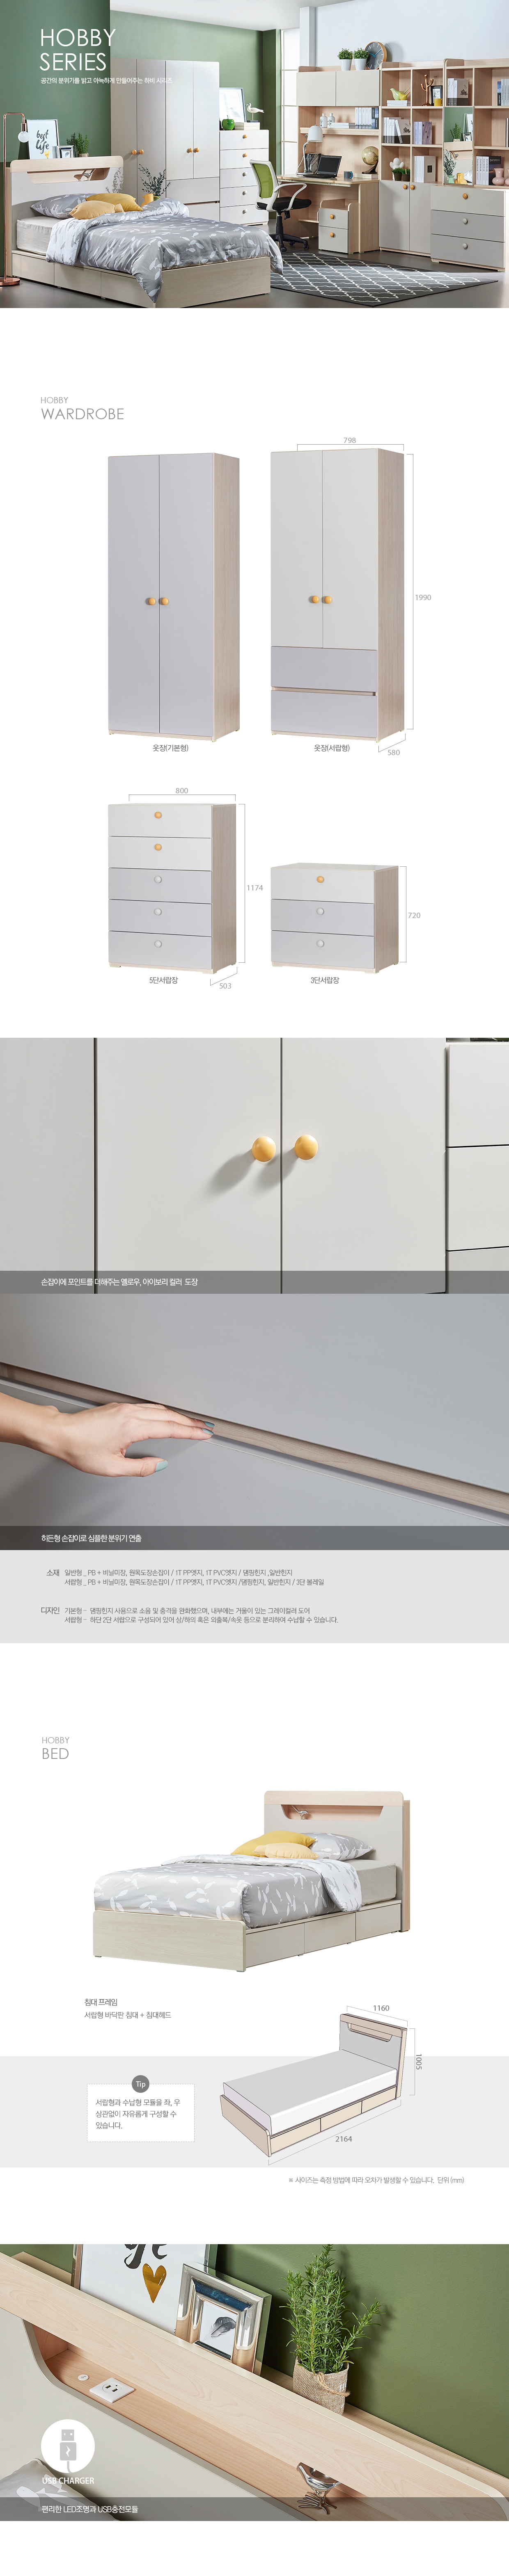 HOBBY
SERIES
공간의 분위기를 밝고 아늑하게 만들어주는 하비 시리즈
best
life
HOBBY
WARDROBE
798
1990
580
옷장(기본형)
옷장(서랍형)
800
1174
720
503
5단서랍장
3단서랍장
손잡이에 포인트를 더해주는 옐로우, 아이보리 컬러 도장
히든형 손잡이로 심플한 분위기 연출
소재 일반형 _ PB + 비닐미장, 원목도장손잡이 / 1T PP엣지, 1T PVC엣지 / 댐핑힌지 ,일반힌지
서랍형 _ PB + 비닐미장, 원목도장손잡이 / 1T PP엣지, 1T PVC엣지 /댐핑힌지, 일반힌지 / 3단 볼레일
디자인 기본형 - 댐핑힌지 사용으로 소음 및 충격을 완화했으며, 내부에는 거울이 있는 그레이컬러 도어
서랍형 - 하단 2단 서랍으로 구성되어 있어 상/하의 혹은 외출복/속옷 등으로 분리하여 수납할 수 있습니다.
HOBBY
BED
침대 프레임
서랍형 바닥판 침대 + 침대헤드
1160
1005
2164
Tip
서랍형과 수납형 모듈을 좌, 우
상관없이 자유롭게 구성할 수
있습니다.
※ 사이즈는 측정 방법에 따라 오차가 발생할 수 있습니다. 단위(mm)
USB CHARGER
편리한 LED조명과 USB충전모듈